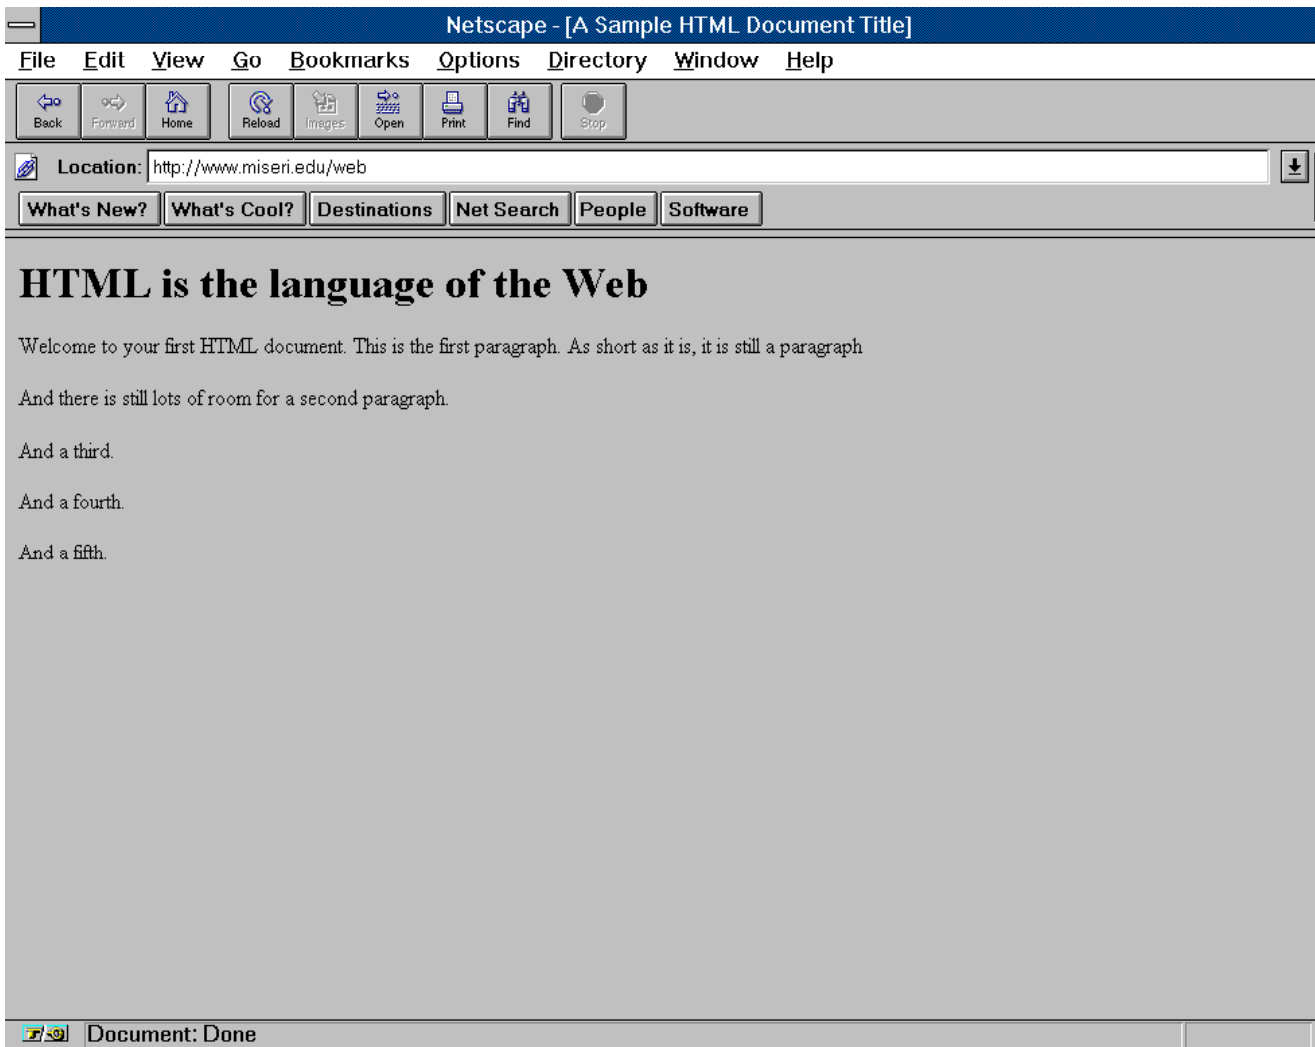 Netscape - [A Sample HTML Document Title]
File Edit View Go Bookmarks Options Directory Window Help
Back Forward Home Reload Images Open Print Find Stop
Location: http://www.miseri.edu/web
What's New? What's Cool? Destinations Net Search People Software
HTML is the language of the Web
Welcome to your first HTML document. This is the first paragraph. As short as it is, it is still a paragraph
And there is still lots of room for a second paragraph.
And a third.
And a fourth.
And a fifth.
Document: Done